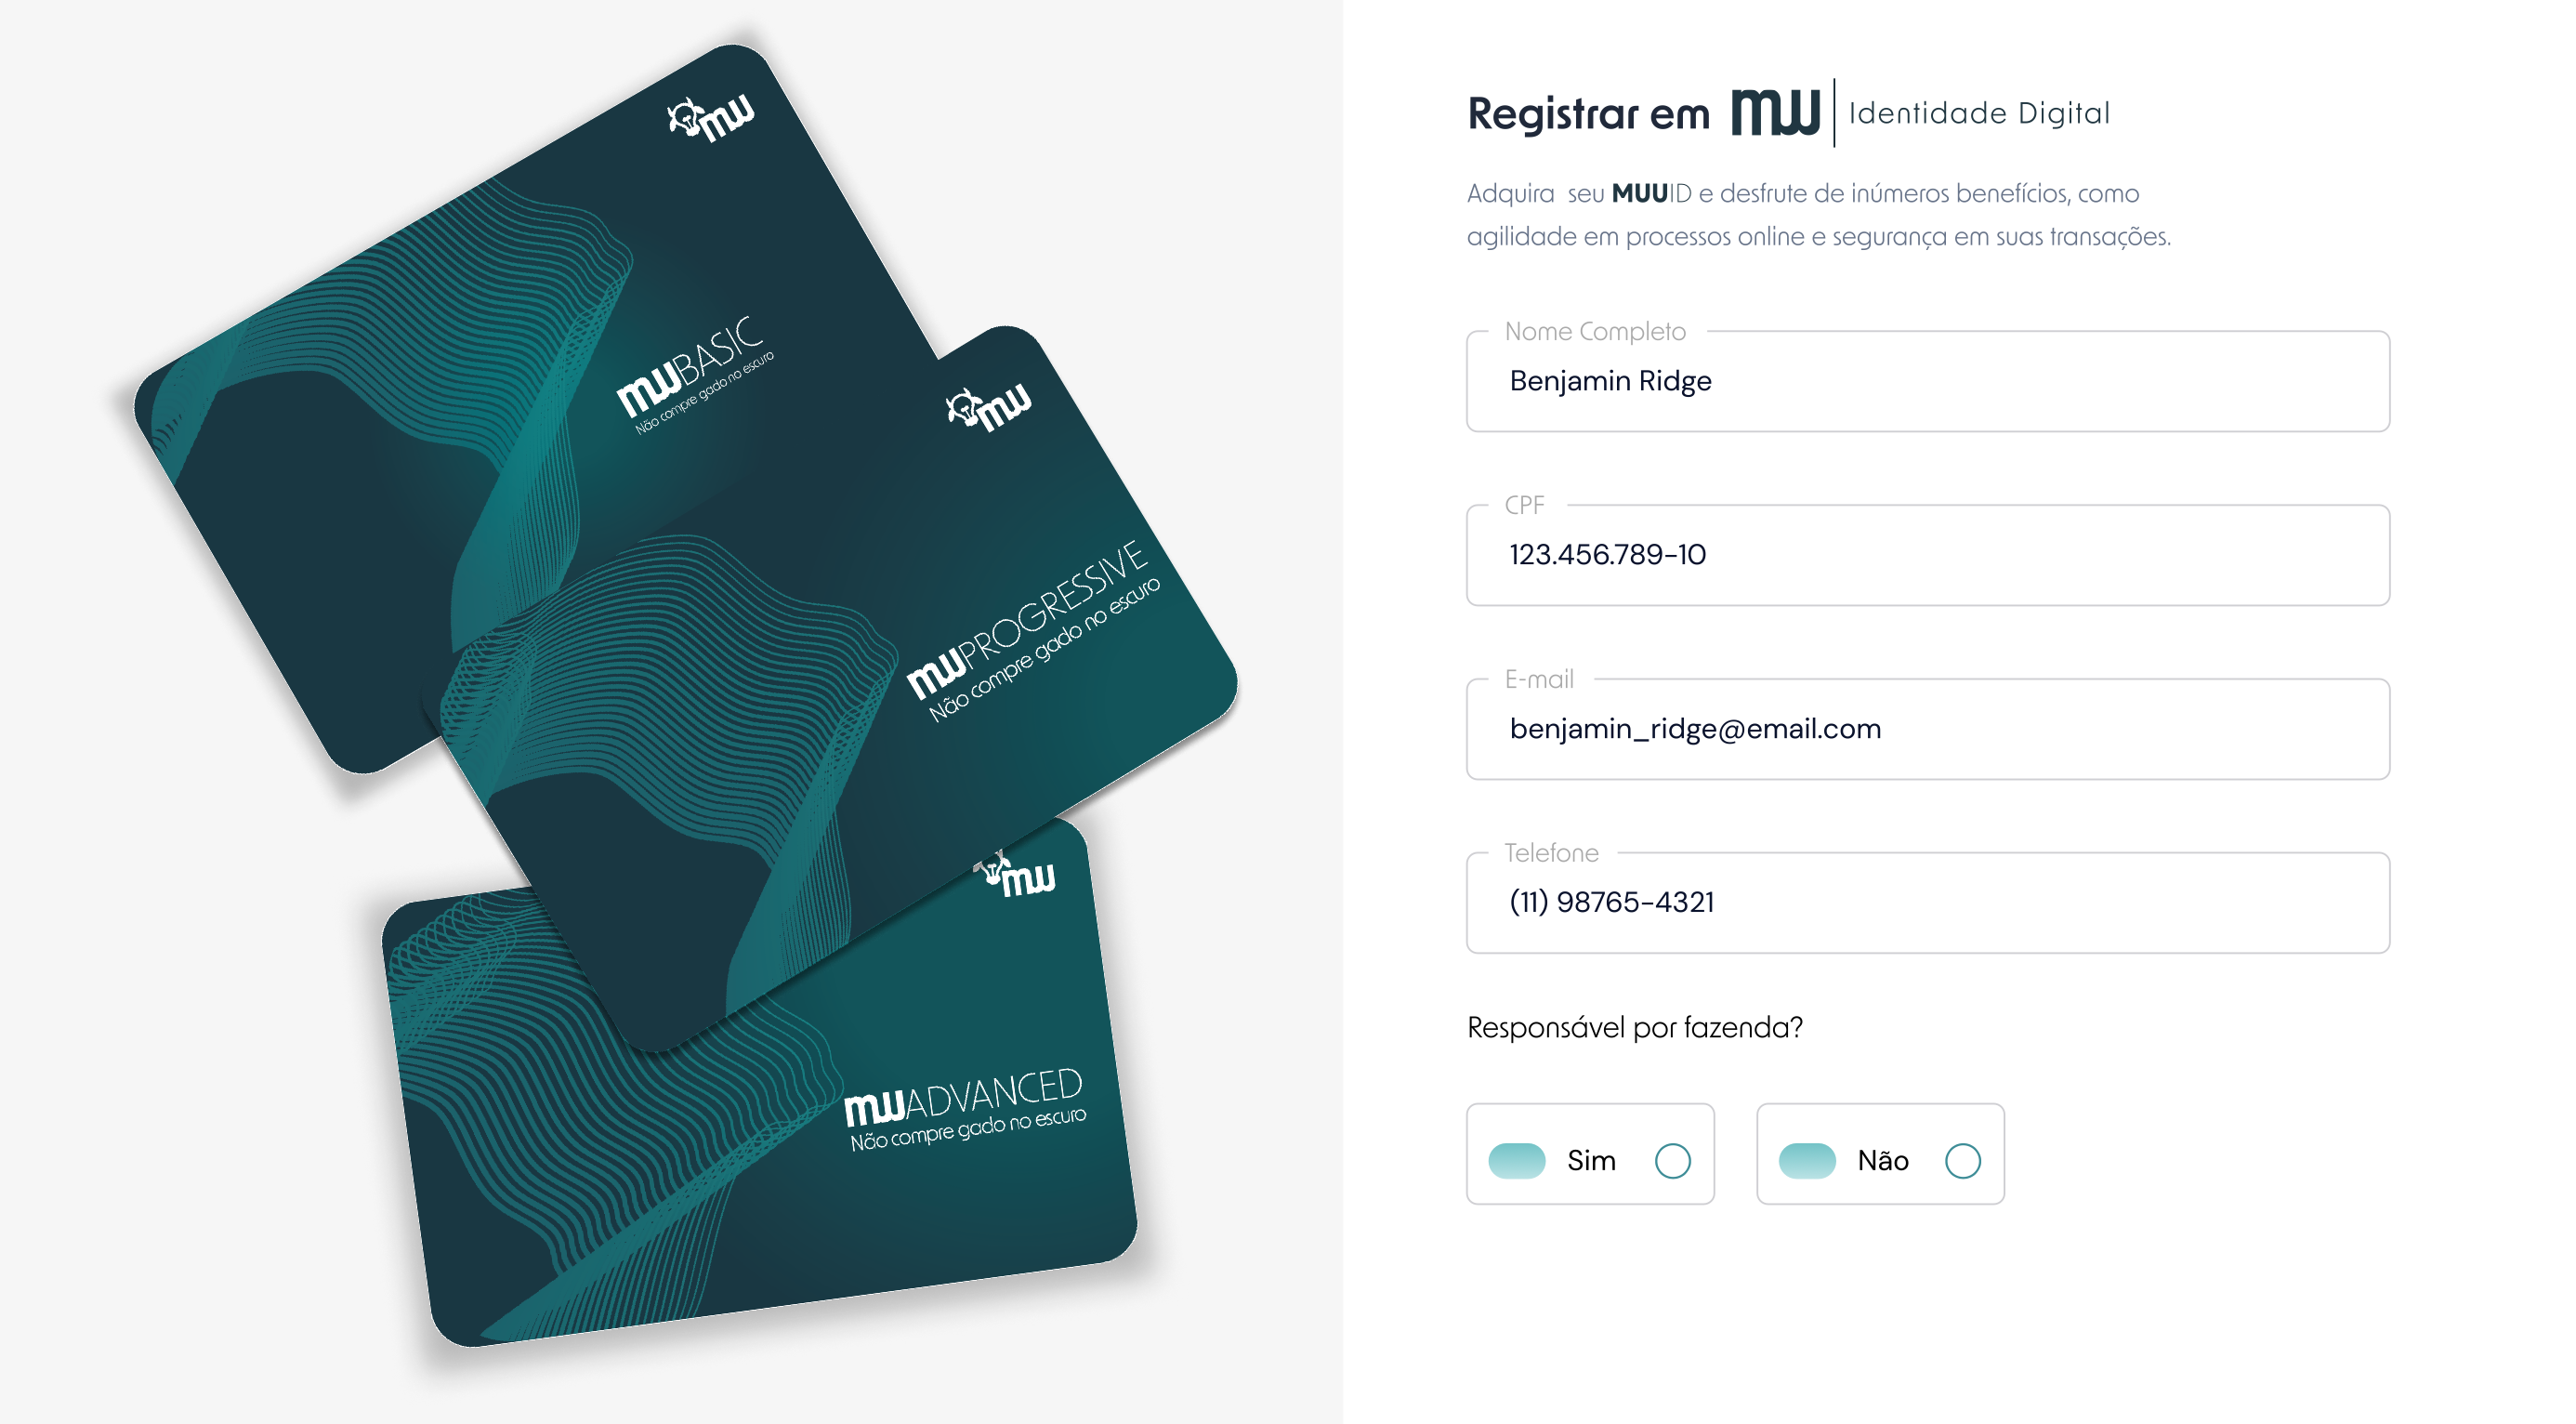 muu
muuBASIC
Não compre gado no escuro
muu
muuPROGRESSIVE
Não compre gado no escuro
muu
muuADVANCED
Não compre gado no escuro
Registrar em muu Identidade Digital
Adquira seu MUUID e desfrute de inúmeros benefícios, como
agilidade em processos online e segurança em suas transações.
Nome Completo
Benjamin Ridge
CPF
123.456.789-10
E-mail
benjamin_ridge@email.com
Telefone
(11) 98765-4321
Responsável por fazenda?
Sim
Não